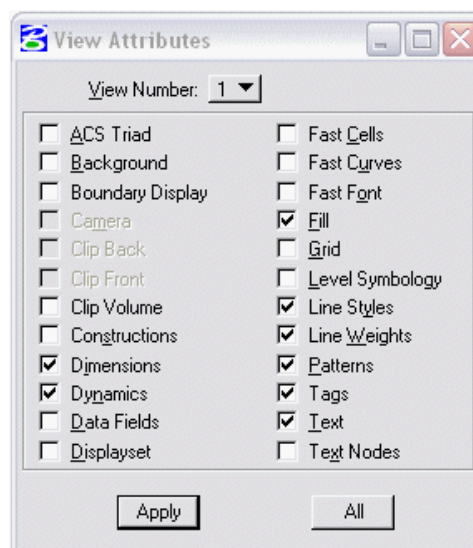 View Attributes
View Number: 1
ACS Triad
Background
Boundary Display
Camera
Clip Back
Clip Front
Clip Volume
Constructions
Dimensions
Dynamics
Data Fields
Displayset
Fast Cells
Fast Curves
Fast Font
Fill
Grid
Level Symbology
Line Styles
Line Weights
Patterns
Tags
Text
Text Nodes
Apply
All